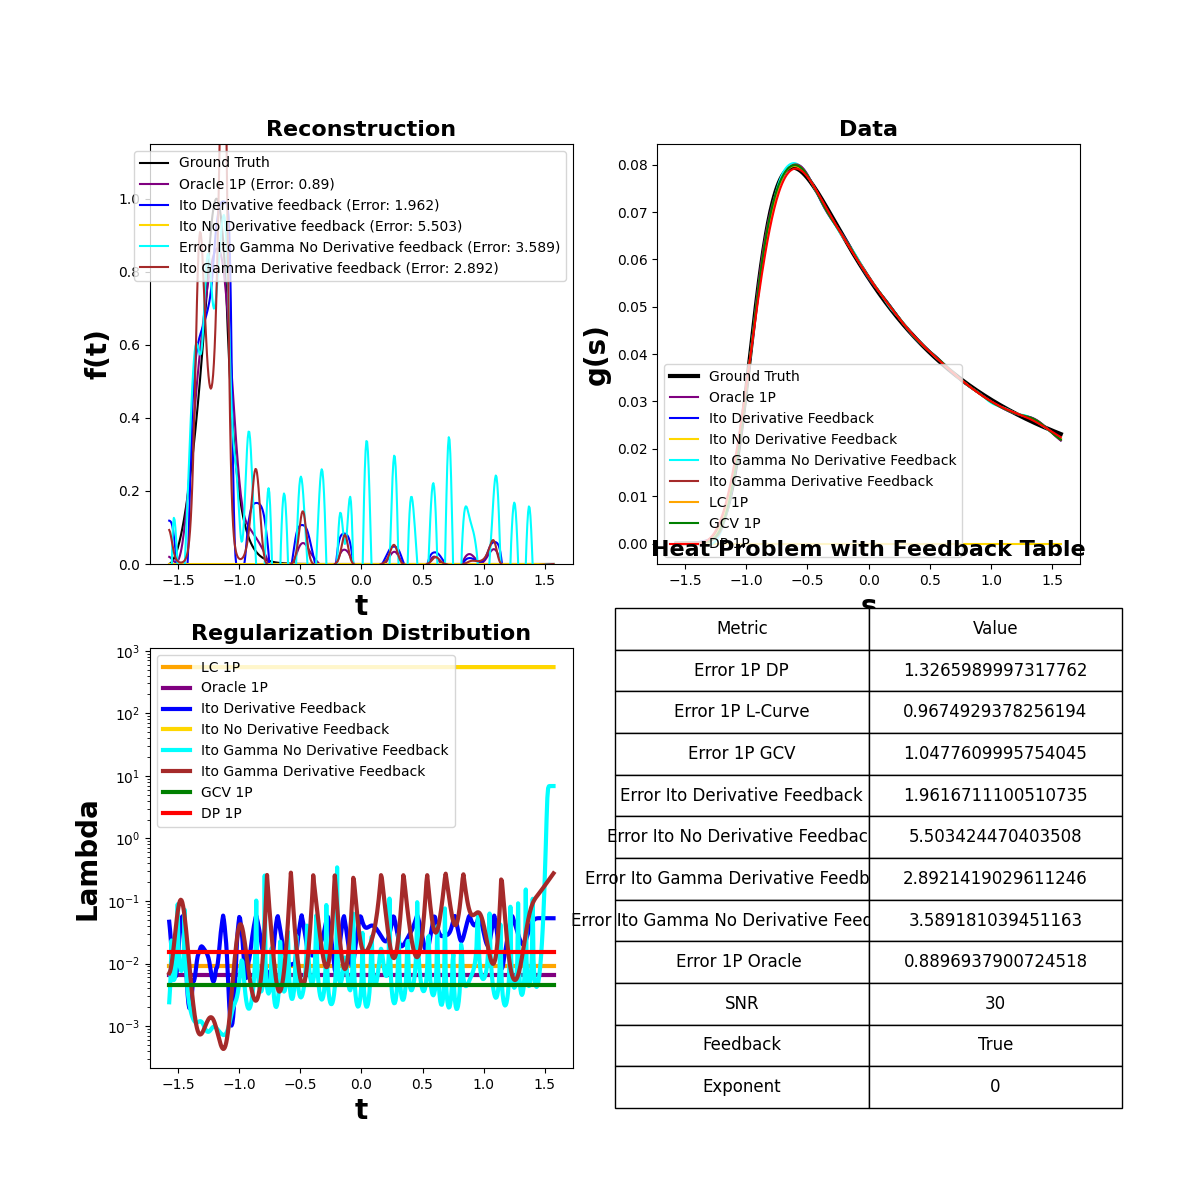 Reconstruction
Ground Truth
Oracle 1P (Error: 0.89)
Ito Derivative feedback (Error: 1.962)
Ito No Derivative feedback (Error: 5.503)
Error Ito Gamma No Derivative feedback (Error: 3.589)
Ito Gamma Derivative feedback (Error: 2.892)
1.0
0.8
0.6
0.4
0.2
0.0
f(t)
−1.5 −1.0 −0.5 0.0 0.5 1.0 1.5
t
Data
0.08
0.07
0.06
0.05
0.04
0.03
0.02
0.01
0.00
g(s)
Ground Truth
Oracle 1P
Ito Derivative Feedback
Ito No Derivative Feedback
Ito Gamma No Derivative Feedback
Ito Gamma Derivative Feedback
LC 1P
GCV 1P
DP 1P
−1.5 −1.0 −0.5 0.0 0.5 1.0 1.5
s
Regularization Distribution
LC 1P
Oracle 1P
Ito Derivative Feedback
Ito No Derivative Feedback
Ito Gamma No Derivative Feedback
Ito Gamma Derivative Feedback
GCV 1P
DP 1P
10³
10²
10¹
10⁰
10⁻¹
10⁻²
10⁻³
Lambda
−1.5 −1.0 −0.5 0.0 0.5 1.0 1.5
t
Heat Problem with Feedback Table
Metric Value
Error 1P DP 1.3265989997317762
Error 1P L-Curve 0.9674929378256194
Error 1P GCV 1.0477609995754045
Error Ito Derivative Feedback 1.9616711100510735
Error Ito No Derivative Feedbac 5.503424470403508
Error Ito Gamma Derivative Feedb 2.8921419029611246
Error Ito Gamma No Derivative Feed 3.589181039451163
Error 1P Oracle 0.8896937900724518
SNR 30
Feedback True
Exponent 0